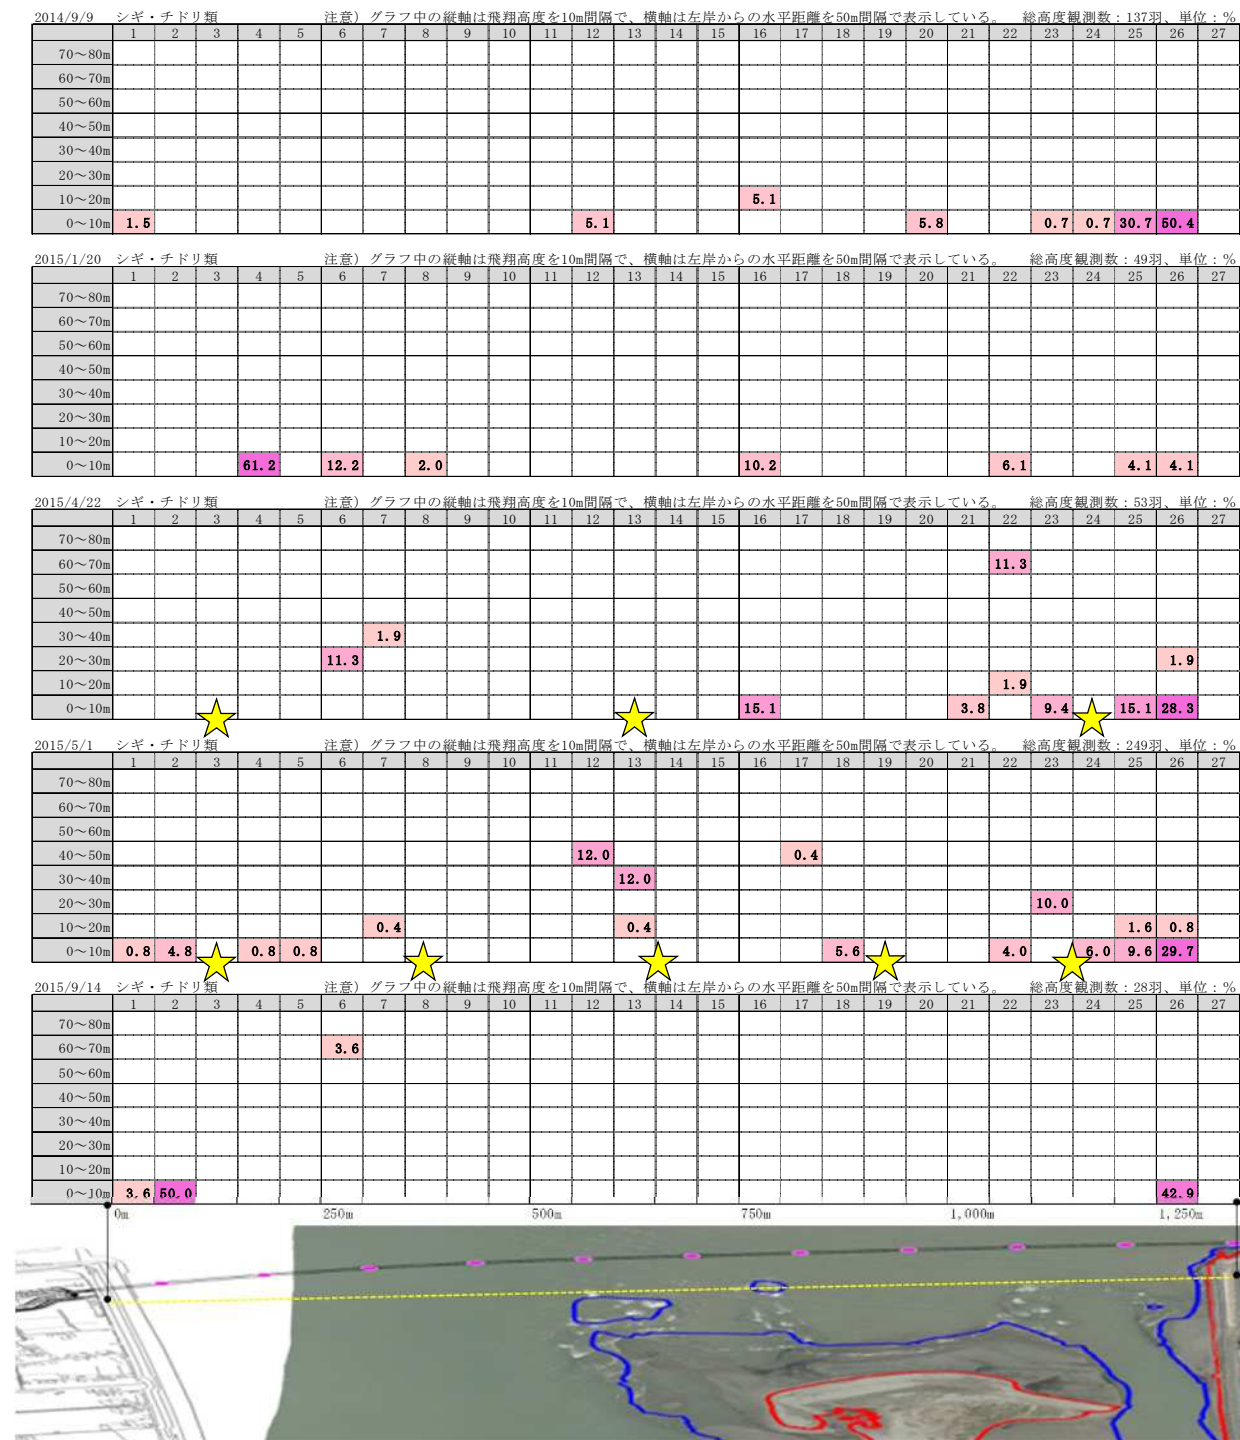 2014/9/9 シギ・チドリ類 注意）グラフ中の縦軸は飛翔高度を10m間隔で、横軸は左岸からの水平距離を50m間隔で表示している。 総高度観測数：137羽、単位：%
1 2 3 4 5 6 7 8 9 10 11 12 13 14 15 16 17 18 19 20 21 22 23 24 25 26 27
70～80m
60～70m
50～60m
40～50m
30～40m
20～30m
10～20m 5.1
0～10m 1.5 5.1 5.8 0.7 0.7 30.7 50.4
2015/1/20 シギ・チドリ類 注意）グラフ中の縦軸は飛翔高度を10m間隔で、横軸は左岸からの水平距離を50m間隔で表示している。 総高度観測数：49羽、単位：%
1 2 3 4 5 6 7 8 9 10 11 12 13 14 15 16 17 18 19 20 21 22 23 24 25 26 27
70～80m
60～70m
50～60m
40～50m
30～40m
20～30m
10～20m
0～10m 61.2 12.2 2.0 10.2 6.1 4.1 4.1
2015/4/22 シギ・チドリ類 注意）グラフ中の縦軸は飛翔高度を10m間隔で、横軸は左岸からの水平距離を50m間隔で表示している。 総高度観測数：53羽、単位：%
1 2 3 4 5 6 7 8 9 10 11 12 13 14 15 16 17 18 19 20 21 22 23 24 25 26 27
70～80m
60～70m 11.3
50～60m
40～50m
30～40m 1.9
20～30m 11.3 1.9
10～20m 1.9
0～10m 15.1 3.8 9.4 15.1 28.3
2015/5/1 シギ・チドリ類 注意）グラフ中の縦軸は飛翔高度を10m間隔で、横軸は左岸からの水平距離を50m間隔で表示している。 総高度観測数：249羽、単位：%
1 2 3 4 5 6 7 8 9 10 11 12 13 14 15 16 17 18 19 20 21 22 23 24 25 26 27
70～80m
60～70m
50～60m
40～50m 12.0 0.4
30～40m 12.0
20～30m 10.0
10～20m 0.4 0.4 1.6 0.8
0～10m 0.8 4.8 0.8 0.8 5.6 4.0 6.0 9.6 29.7
2015/9/14 シギ・チドリ類 注意）グラフ中の縦軸は飛翔高度を10m間隔で、横軸は左岸からの水平距離を50m間隔で表示している。 総高度観測数：28羽、単位：%
1 2 3 4 5 6 7 8 9 10 11 12 13 14 15 16 17 18 19 20 21 22 23 24 25 26 27
70～80m
60～70m 3.6
50～60m
40～50m
30～40m
20～30m
10～20m
0～10m 3.6 50.0 42.9
0m 250m 500m 750m 1,000m 1,250m